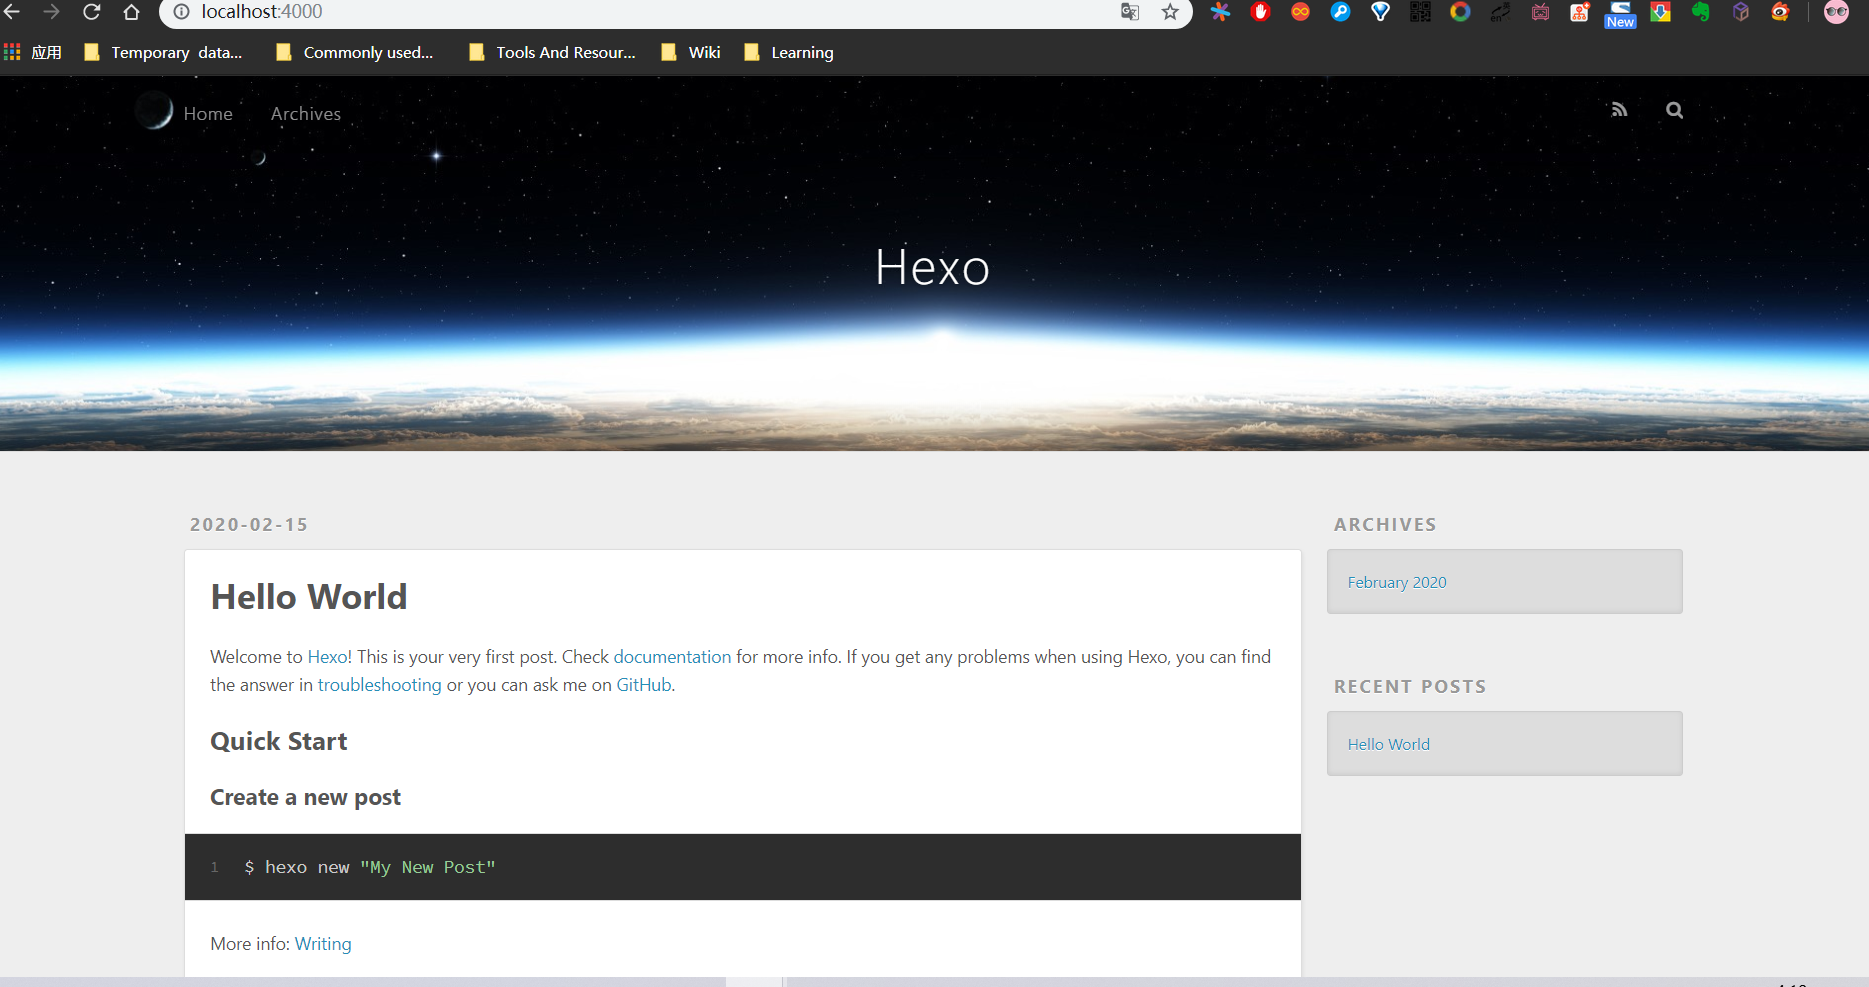 localhost:4000
New
应用
Temporary data...
Commonly used...
Tools And Resour...
Wiki
Learning
Home
Archives
Hexo
2020-02-15
Hello World
Welcome to Hexo! This is your very first post. Check documentation for more info. If you get any problems when using Hexo, you can find
the answer in troubleshooting or you can ask me on GitHub.
Quick Start
Create a new post
1 $ hexo new "My New Post"
More info: Writing
ARCHIVES
February 2020
RECENT POSTS
Hello World